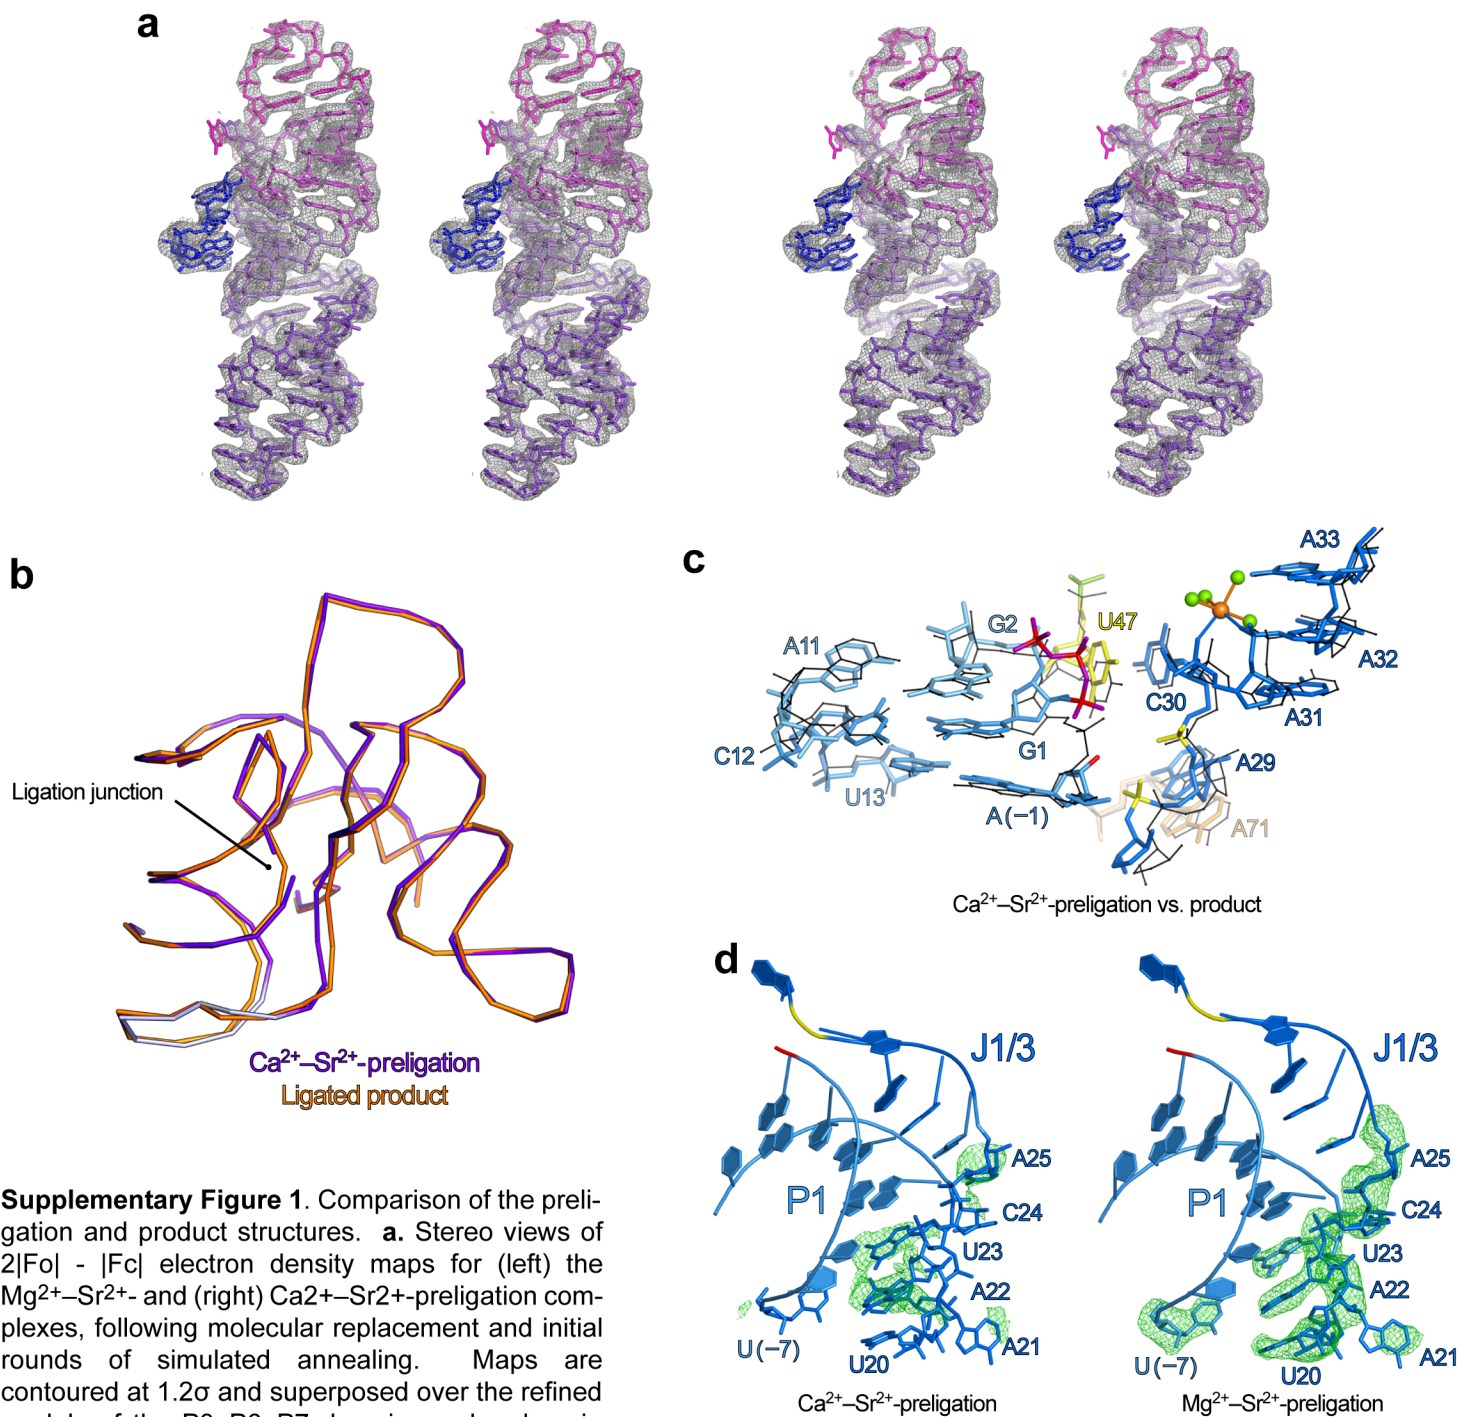 a
b
Ligation junction
Ca2+–Sr2+-preligation
Ligated product
c
A33
G2
U47
A11
A32
C30
A31
C12
G1
A29
U13
A(–1)
A71
Ca2+–Sr2+-preligation vs. product
d
J1/3
A25
P1
C24
U23
A22
U(–7)
A21
U20
Ca2+–Sr2+-preligation
J1/3
A25
P1
C24
U23
A22
U(–7)
A21
U20
Mg2+–Sr2+-preligation
Supplementary Figure 1. Comparison of the preli-
gation and product structures. a. Stereo views of
2|Fo| - |Fc| electron density maps for (left) the
Mg2+–Sr2+- and (right) Ca2+–Sr2+-preligation com-
plexes, following molecular replacement and initial
rounds of simulated annealing. Maps are
contoured at 1.2σ and superposed over the refined